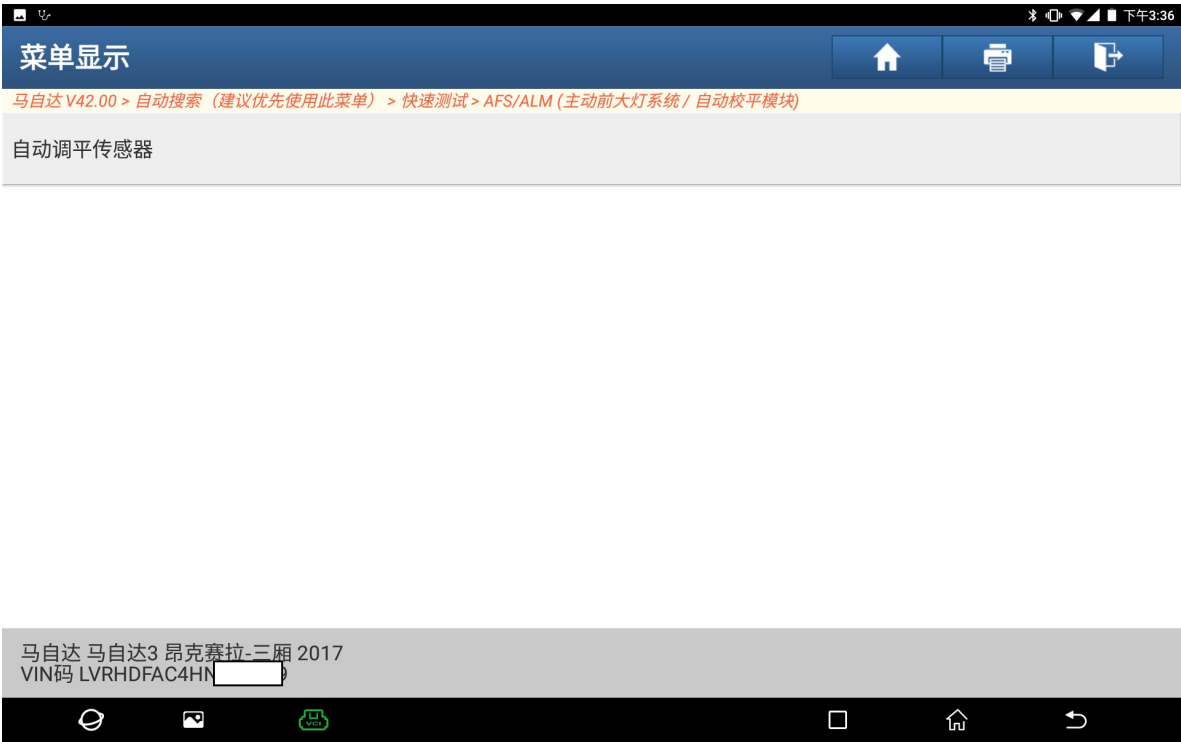 下午3:36
菜单显示
马自达 V42.00 > 自动搜索（建议优先使用此菜单） > 快速测试 > AFS/ALM (主动前大灯系统 / 自动校平模块)
自动调平传感器
马自达 马自达3 昂克赛拉-三厢 2017
VIN码 LVRHDFAC4HN
VCI